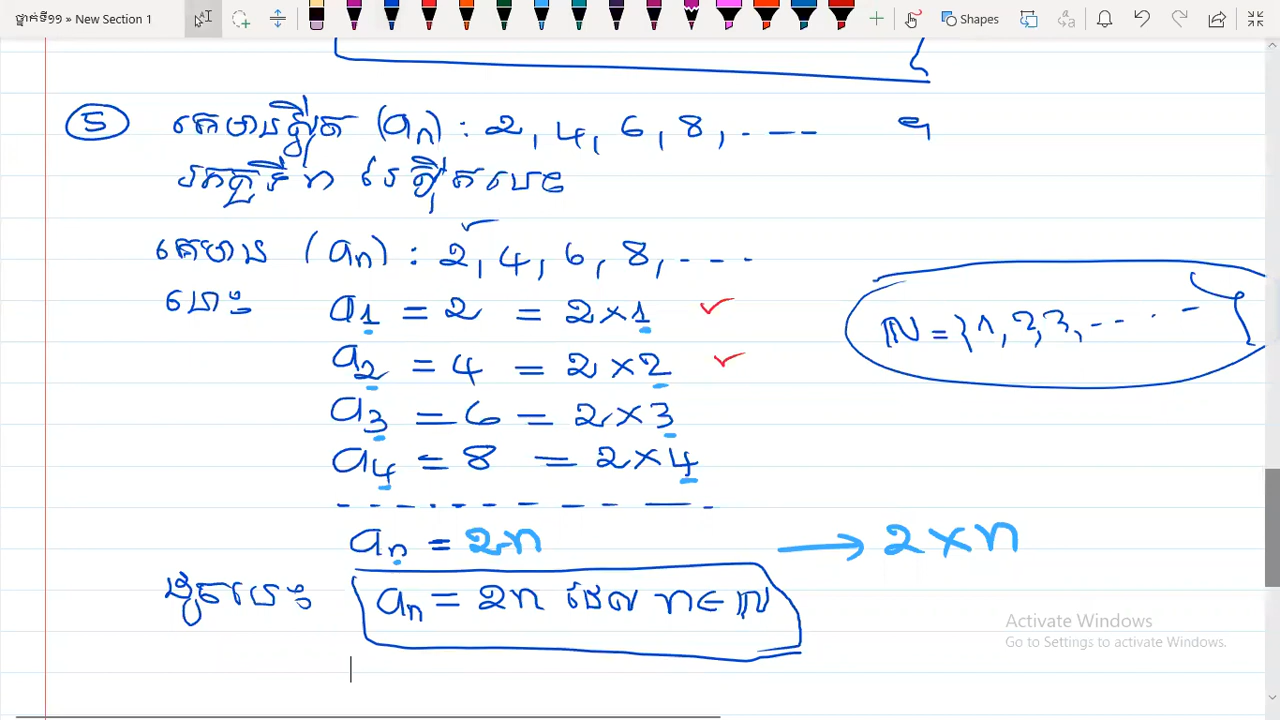 ថ្នាក់ទី១១ » New Section 1
Shapes
5 គេមានស្វ៊ីត (aₙ) : 2, 4, 6, 8, . ---
រកតួទី n នៃស្វ៊ីតនេះ
គេមាន (aₙ) : 2, 4, 6, 8, . - - .
នោះ a₁ = 2 = 2×1 ✓
ℕ = {1, 2, 3, -- . . - }
a₂ = 4 = 2×2 ✓
a₃ = 6 = 2×3
a₄ = 8 = 2×4
aₙ = 2n → 2×n
ដូចនេះ aₙ = 2n ដែល n ∈ ℕ
Activate Windows
Go to Settings to activate Windows.